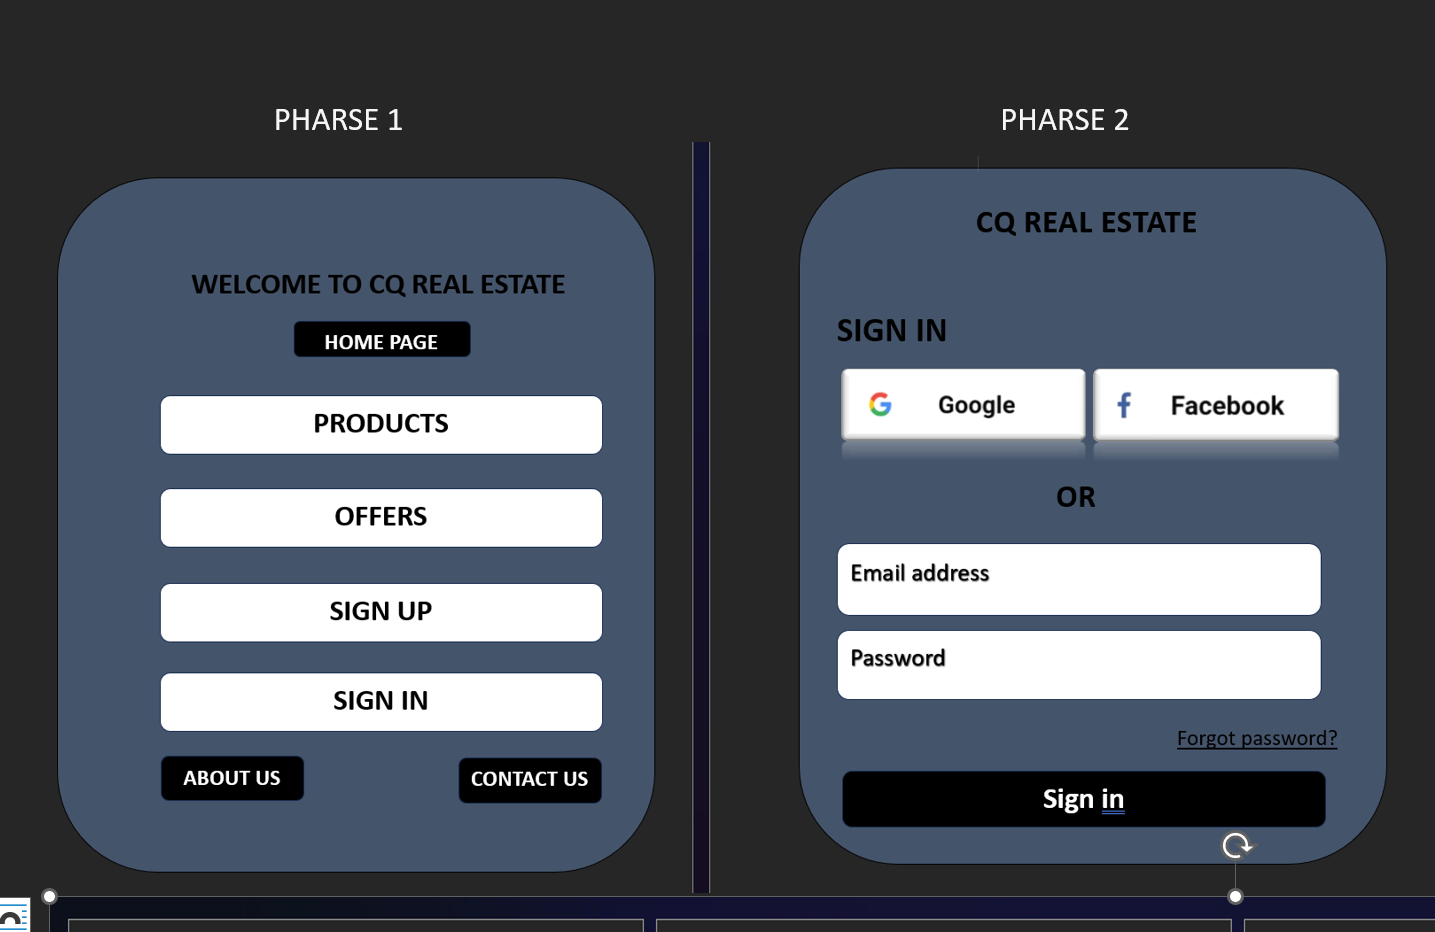 PHARSE 1
WELCOME TO CQ REAL ESTATE
HOME PAGE
PRODUCTS
OFFERS
SIGN UP
SIGN IN
ABOUT US
CONTACT US
PHARSE 2
CQ REAL ESTATE
SIGN IN
Google
Facebook
OR
Email address
Password
Forgot password?
Sign in